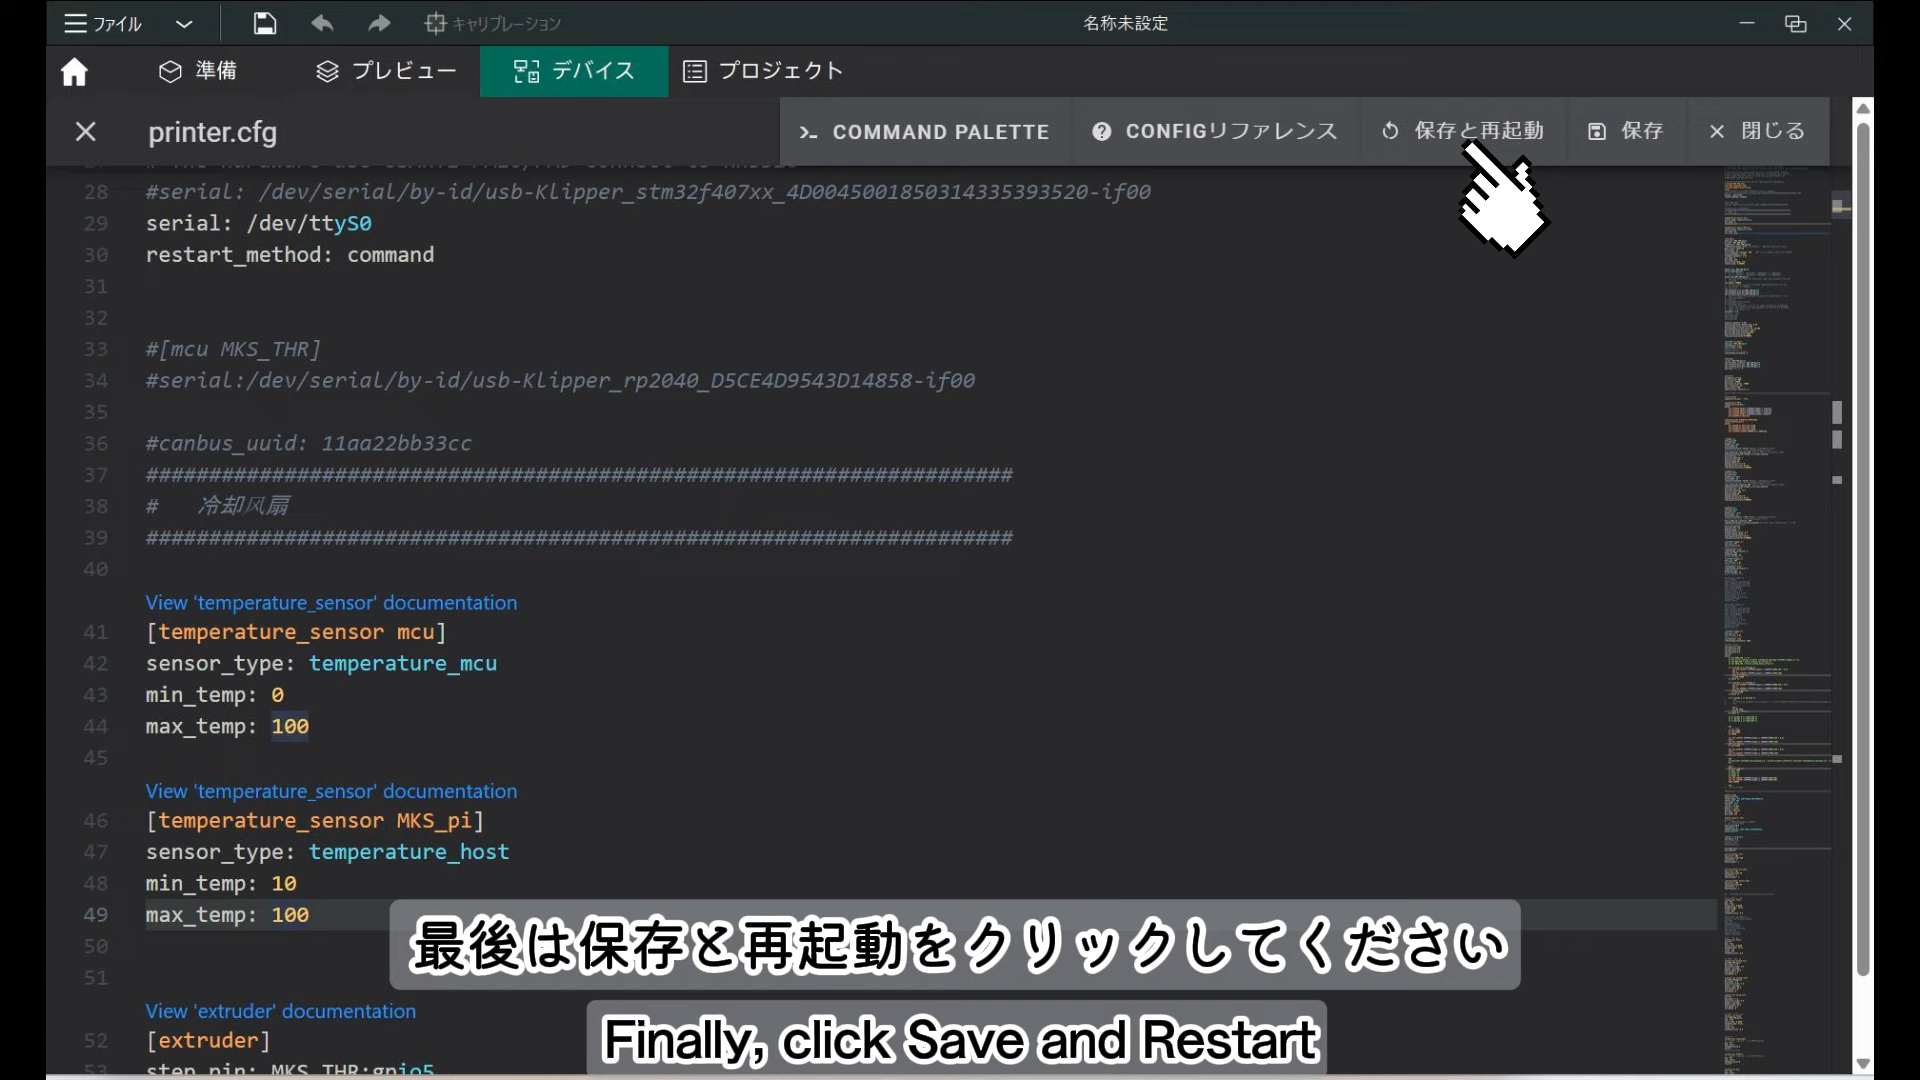 ファイル
キャリブレーション
名称未設定
準備
プレビュー
デバイス
プロジェクト
printer.cfg
COMMAND PALETTE
CONFIGリファレンス
保存と再起動
保存
閉じる
28 #serial: /dev/serial/by-id/usb-Klipper_stm32f407xx_4D0045001850314335393520-if00
29 serial: /dev/ttyS0
30 restart_method: command
31
32
33 #[mcu MKS_THR]
34 #serial:/dev/serial/by-id/usb-Klipper_rp2040_D5CE4D9543D14858-if00
35
36 #canbus_uuid: 11aa22bb33cc
37 #####################################################################
38 # 冷却风扇
39 #####################################################################
40
View 'temperature_sensor' documentation
41 [temperature_sensor mcu]
42 sensor_type: temperature_mcu
43 min_temp: 0
44 max_temp: 100
45
View 'temperature_sensor' documentation
46 [temperature_sensor MKS_pi]
47 sensor_type: temperature_host
48 min_temp: 10
49 max_temp: 100
最後は保存と再起動をクリックしてください
50
51
View 'extruder' documentation
52 [extruder]
Finally, click Save and Restart
53 step_pin: MKS_THR:gpio5